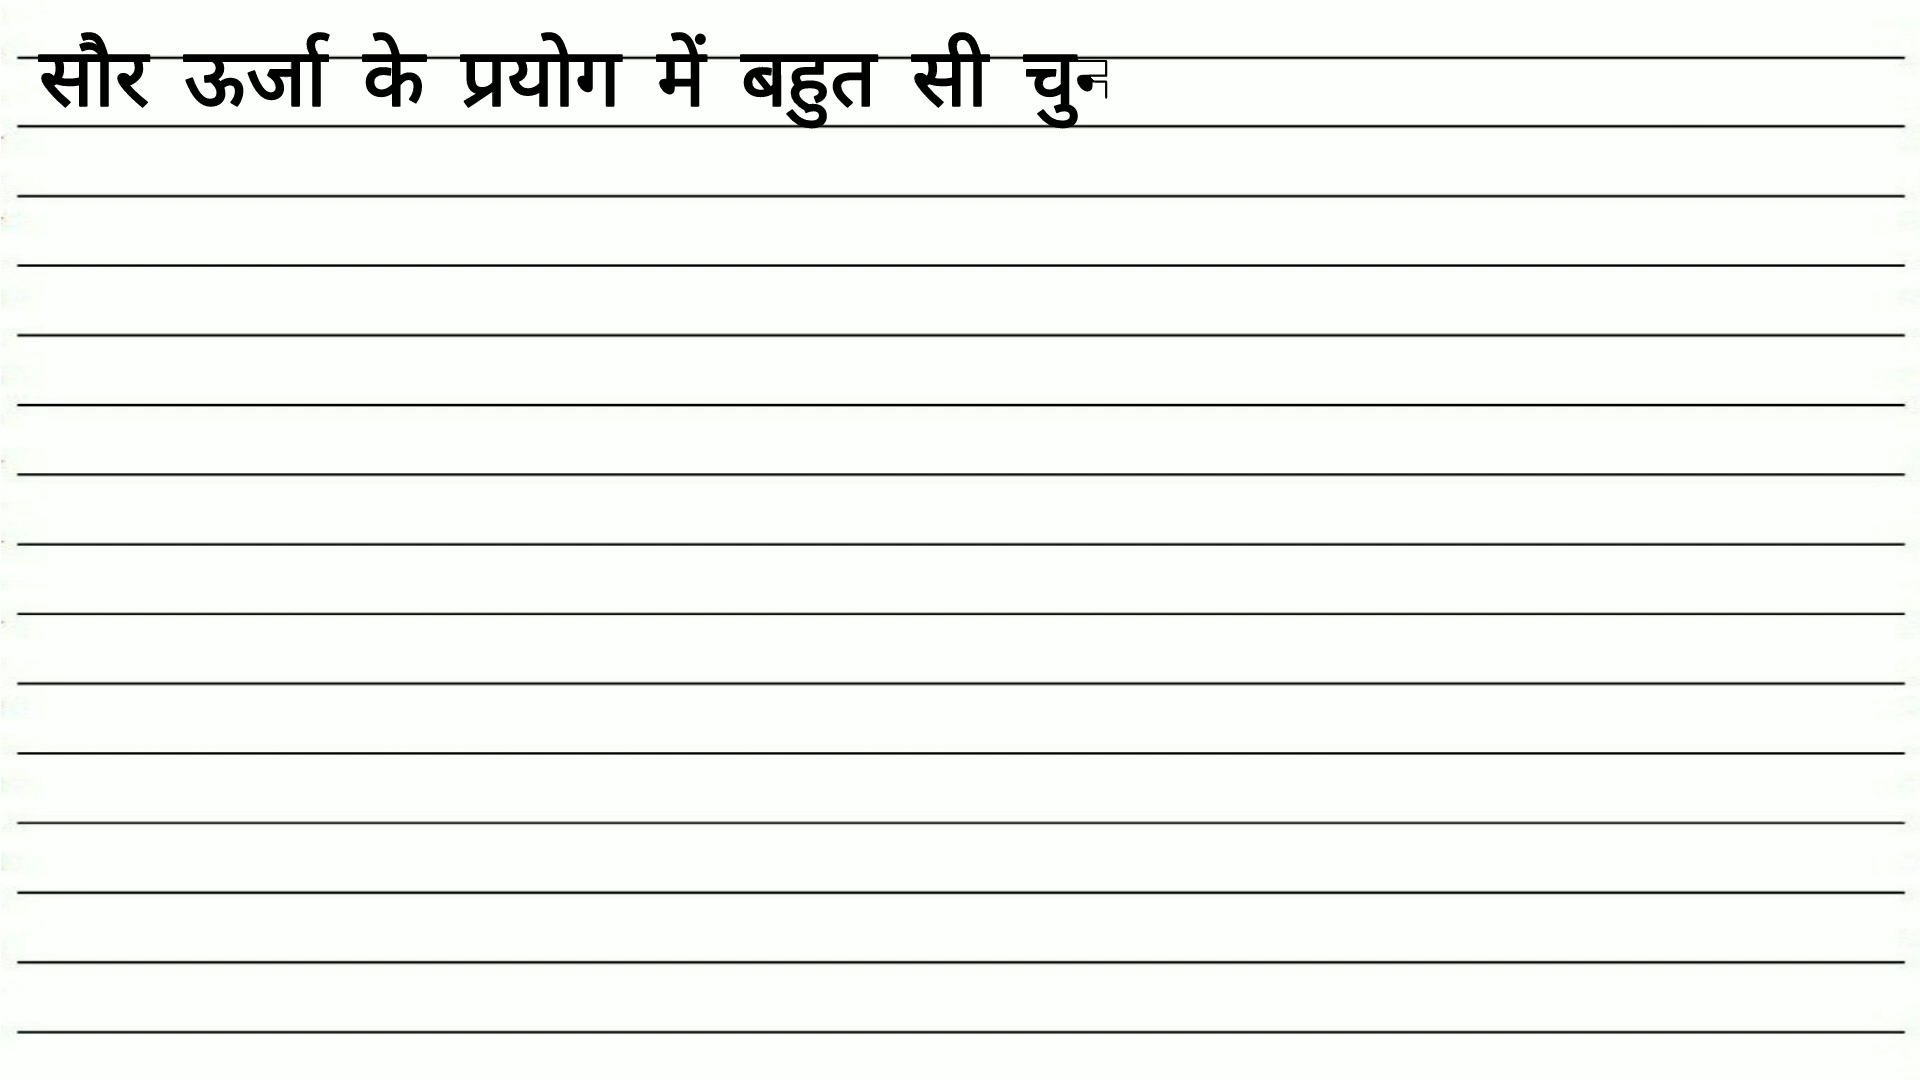 सौर ऊर्जा के प्रयोग में बहुत सी चुन